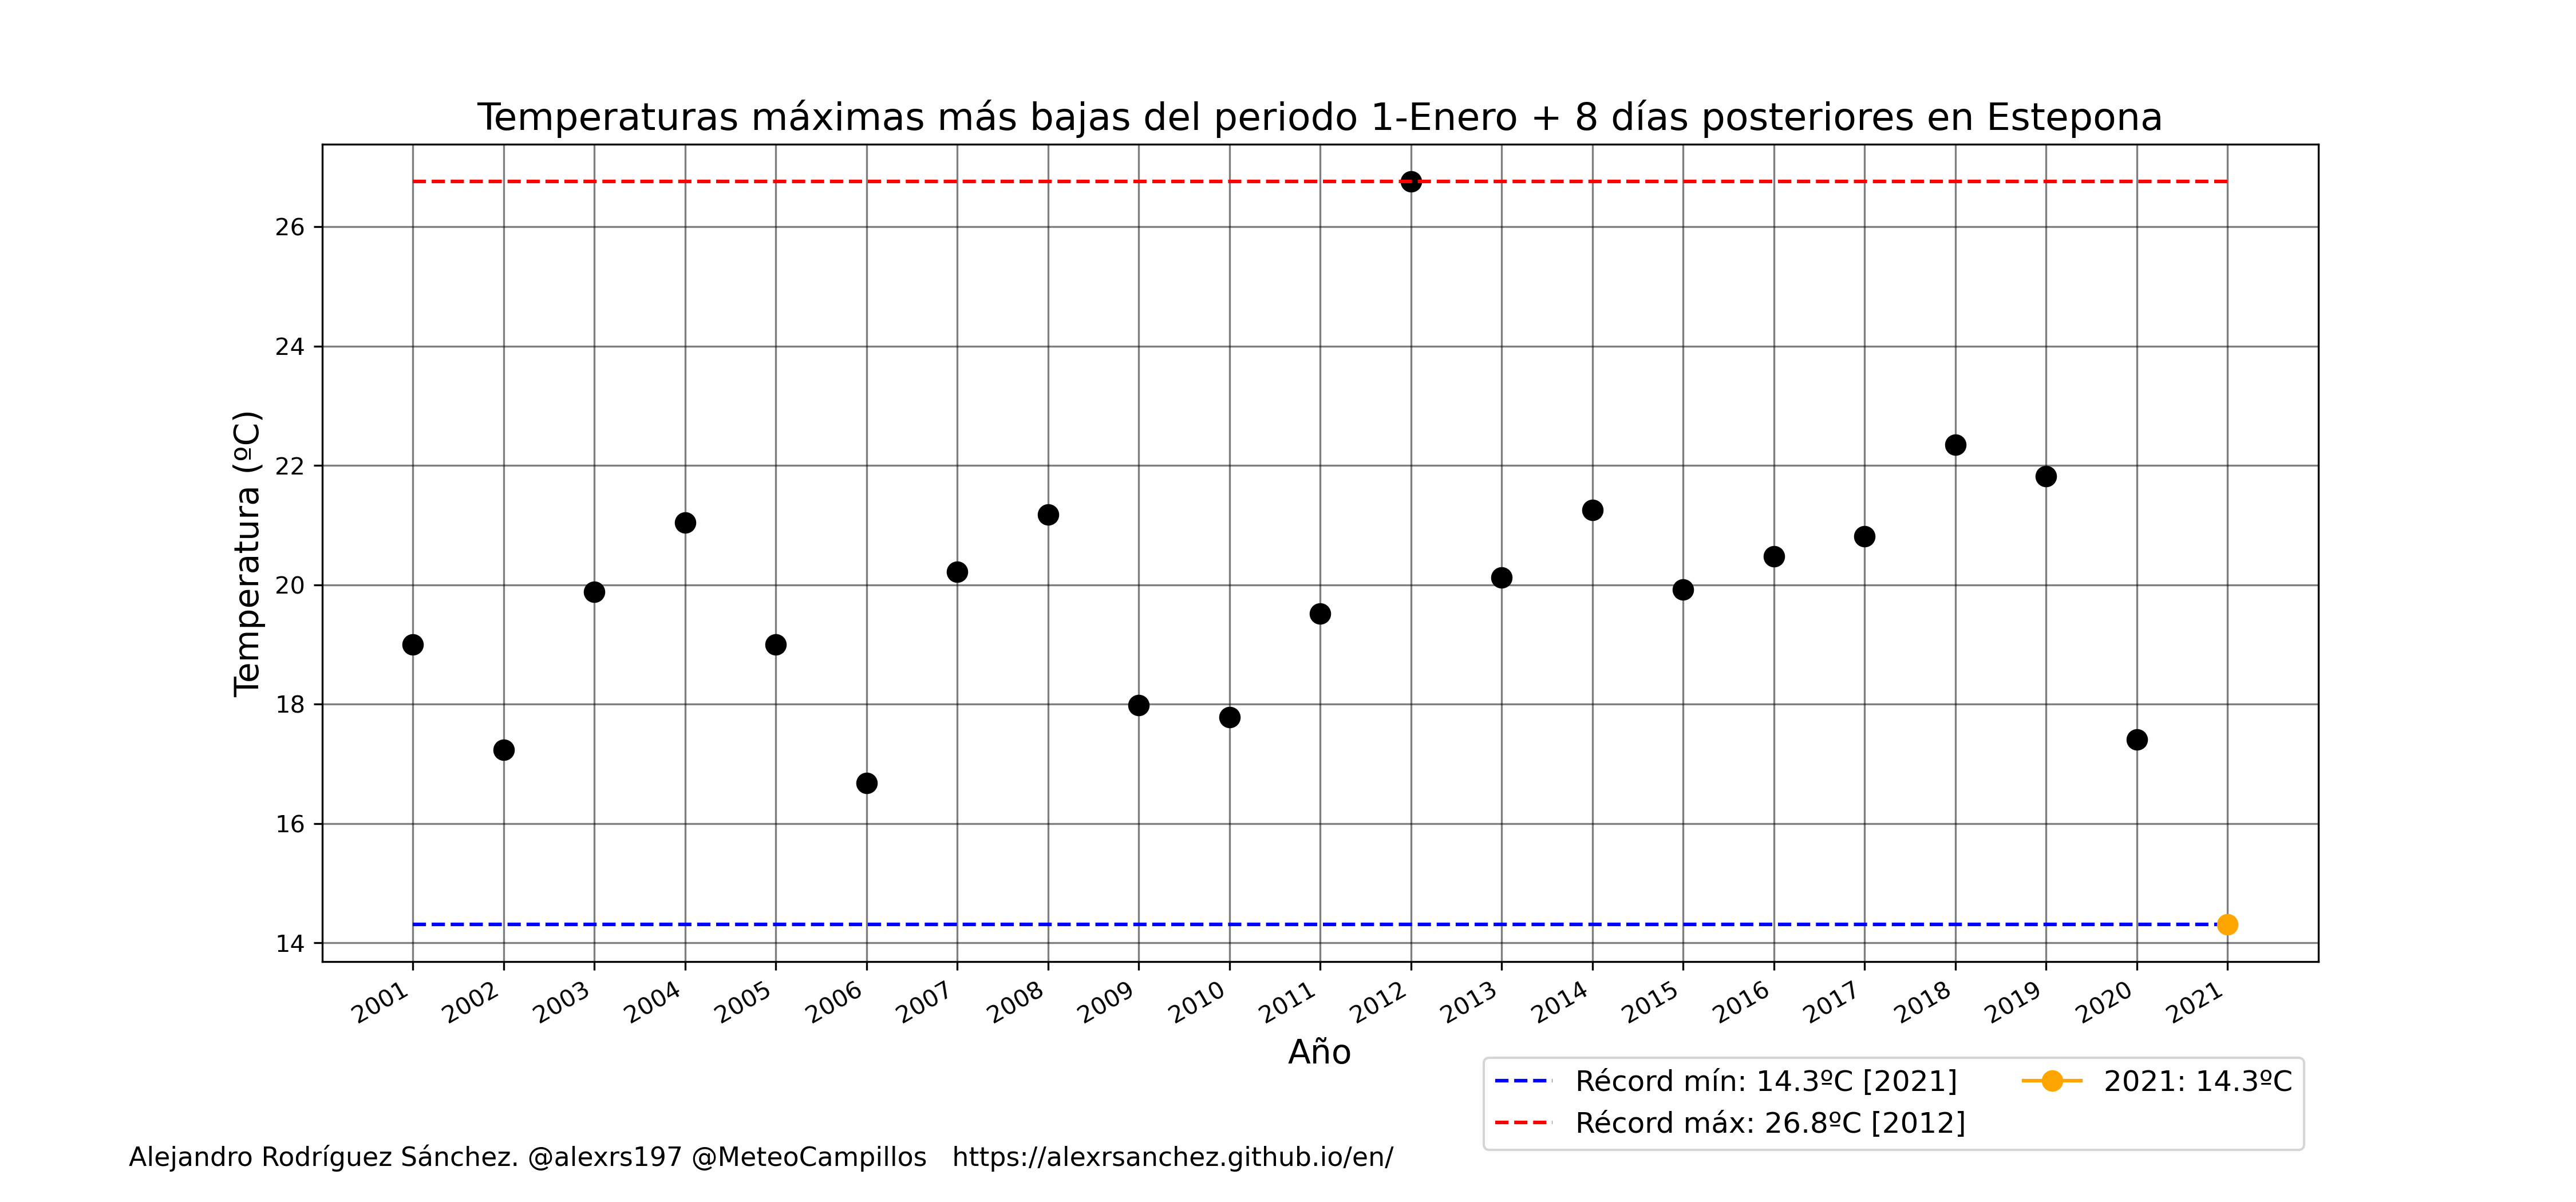 Temperaturas máximas más bajas del periodo 1-Enero + 8 días posteriores en Estepona
Temperatura (ºC)
26
24
22
20
18
16
14
2001 2002 2003 2004 2005 2006 2007 2008 2009 2010 2011 2012 2013 2014 2015 2016 2017 2018 2019 2020 2021
Año
Récord mín: 14.3ºC [2021]
Récord máx: 26.8ºC [2012]
2021: 14.3ºC
Alejandro Rodríguez Sánchez. @alexrs197 @MeteoCampillos https://alexrsanchez.github.io/en/